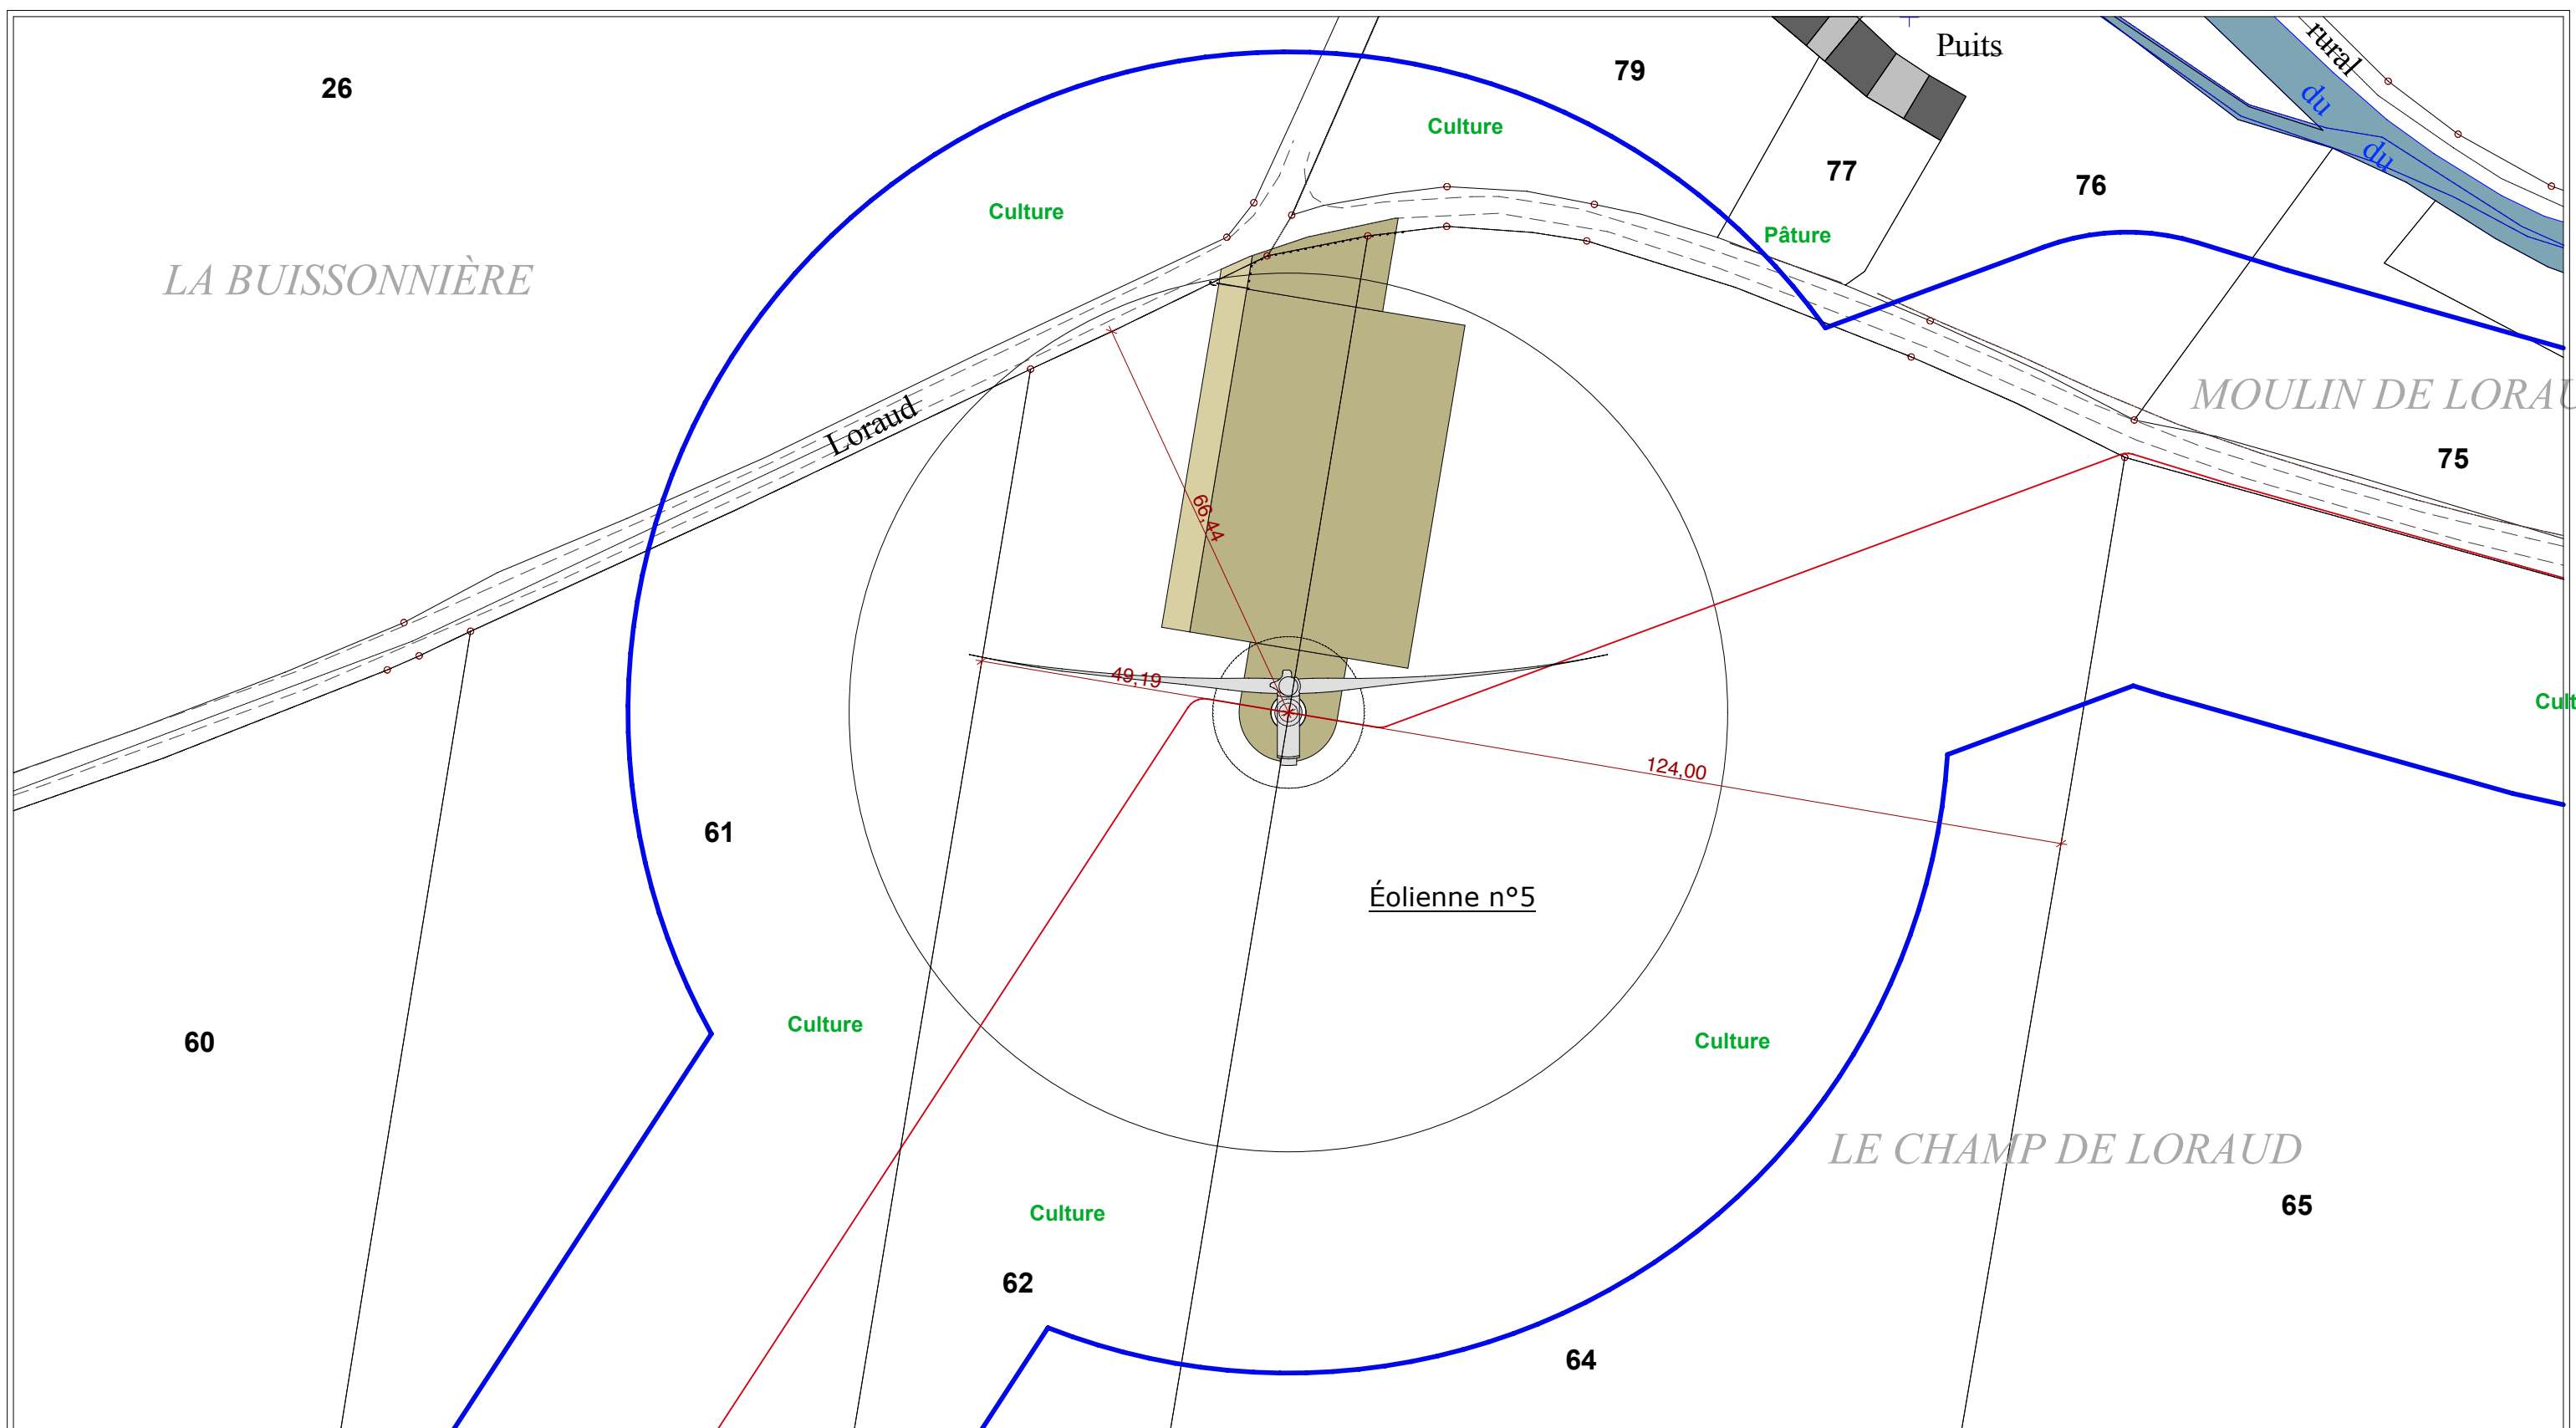 Puits
rural
79
26
du
Culture
du
77
76
Culture
Pâture
LA BUISSONNIÈRE
MOULIN DE LORAU
Loraud
75
66,44
49,19
Cult
124,00
61
Éolienne n°5
Culture
60
Culture
LE CHAMP DE LORAUD
65
Culture
62
64